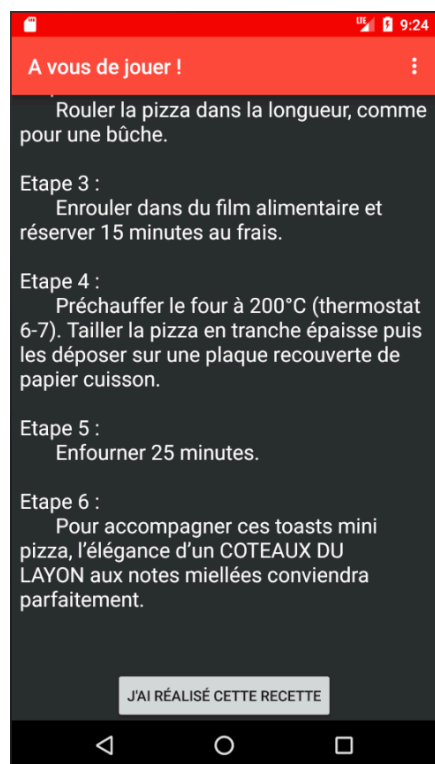 LTE 9:24
A vous de jouer !
Rouler la pizza dans la longueur, comme
pour une bûche.
Etape 3 :
Enrouler dans du film alimentaire et
réserver 15 minutes au frais.
Etape 4 :
Préchauffer le four à 200°C (thermostat
6-7). Tailler la pizza en tranche épaisse puis
les déposer sur une plaque recouverte de
papier cuisson.
Etape 5 :
Enfourner 25 minutes.
Etape 6 :
Pour accompagner ces toasts mini
pizza, l’élégance d’un COTEAUX DU
LAYON aux notes miellées conviendra
parfaitement.
J'AI RÉALISÉ CETTE RECETTE